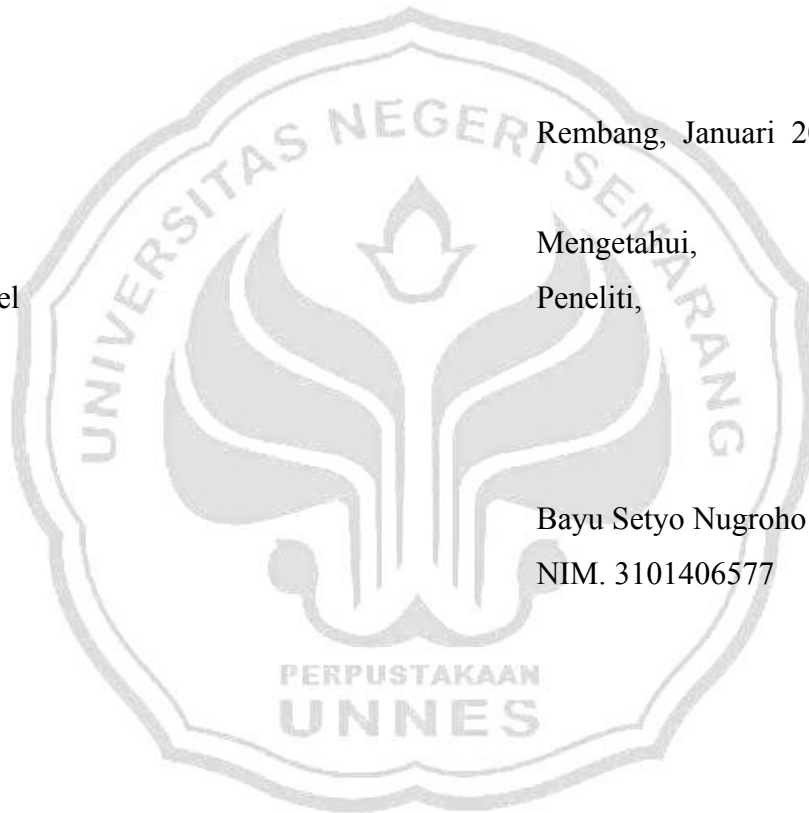 UNIVERSITAS NEGERI SEMARANG
Rembang, Januari 20
Mengetahui,
el
Peneliti,
Bayu Setyo Nugroho
NIM. 3101406577
PERPUSTAKAAN
UNNES